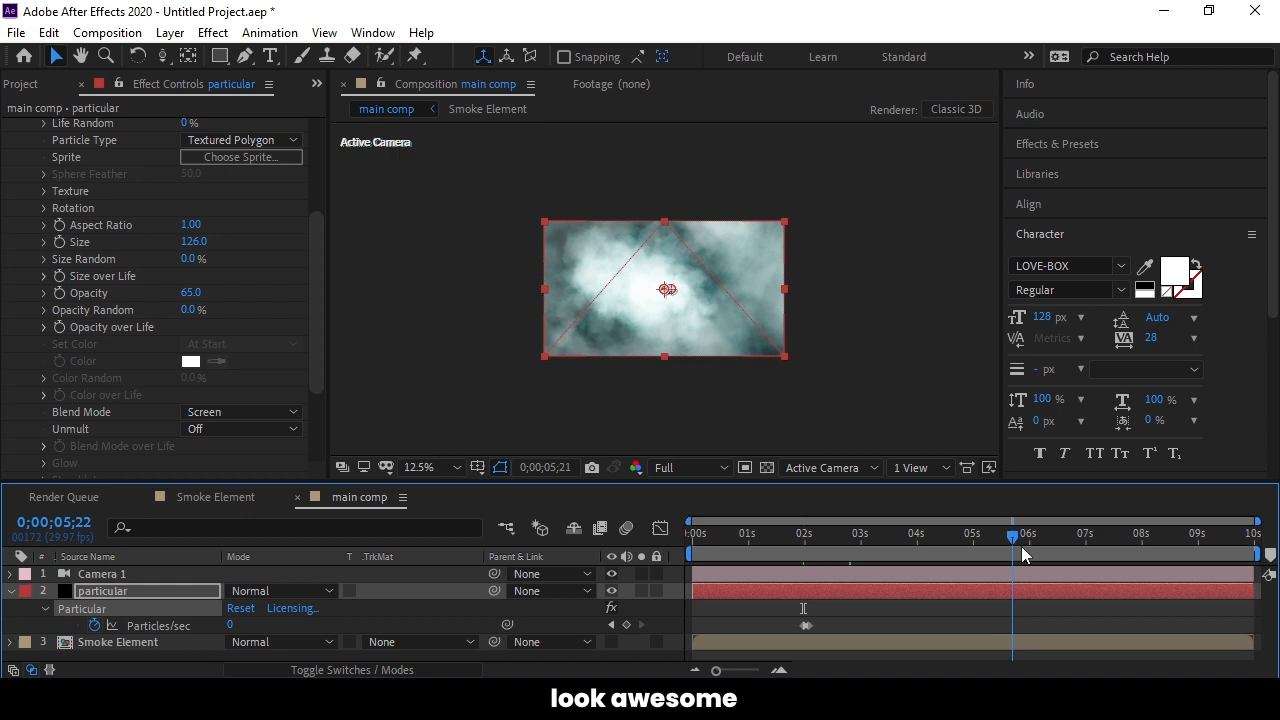 Adobe After Effects 2020 - Untitled Project.aep *
File Edit Composition Layer Effect Animation View Window Help
Snapping Default Learn Standard Search Help
Project Effect Controls particular Composition main comp Footage (none) Info
main comp • particular main comp Smoke Element Renderer: Classic 3D
Life Random 0 % Active Camera Audio
Particle Type Textured Polygon Effects & Presets
Sprite Choose Sprite... Libraries
Sphere Feather 50.0
Texture Align
Rotation
Aspect Ratio 1.00 Character
Size 126.0
Size Random 0.0 % LOVE-BOX
Size over Life
Opacity 65.0 Regular
Opacity Random 0.0 % 128 px Auto
Opacity over Life
Set Color At Start Metrics 28
Color
Color Random 0.0 % - px
Color over Life 100 % 100 %
Blend Mode Screen 0 px 0 %
Unmult Off
Blend Mode over Life
Glow
12.5% 0;00;05;21 Full Active Camera 1 View
Render Queue Smoke Element main comp
0;00;05;22
00172 (29.97 fps) 0:00s 01s 02s 03s 04s 05s 06s 07s 08s 09s 10s
# Source Name Mode T .TrkMat Parent & Link
1 Camera 1 None
2 particular Normal None
Particular Reset Licensing... fx
Particles/sec 0
3 Smoke Element Normal None None
Toggle Switches / Modes
look awesome